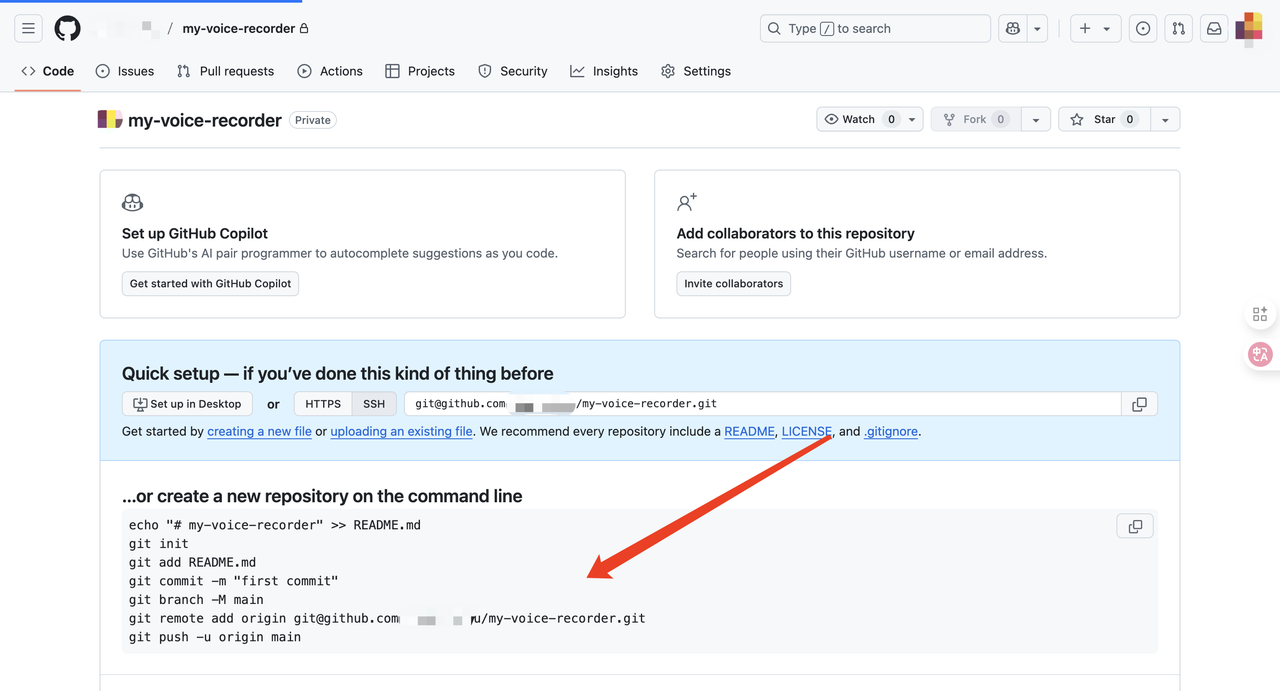 / my-voice-recorder
Type / to search
Code Issues Pull requests Actions Projects Security Insights Settings
my-voice-recorder Private
Watch 0 Fork 0 Star 0
Set up GitHub Copilot
Use GitHub's AI pair programmer to autocomplete suggestions as you code.
Get started with GitHub Copilot
Add collaborators to this repository
Search for people using their GitHub username or email address.
Invite collaborators
Quick setup — if you've done this kind of thing before
Set up in Desktop or HTTPS SSH git@github.com /my-voice-recorder.git
Get started by creating a new file or uploading an existing file. We recommend every repository include a README, LICENSE, and .gitignore.
...or create a new repository on the command line
echo "# my-voice-recorder" >> README.md
git init
git add README.md
git commit -m "first commit"
git branch -M main
git remote add origin git@github.com u/my-voice-recorder.git
git push -u origin main